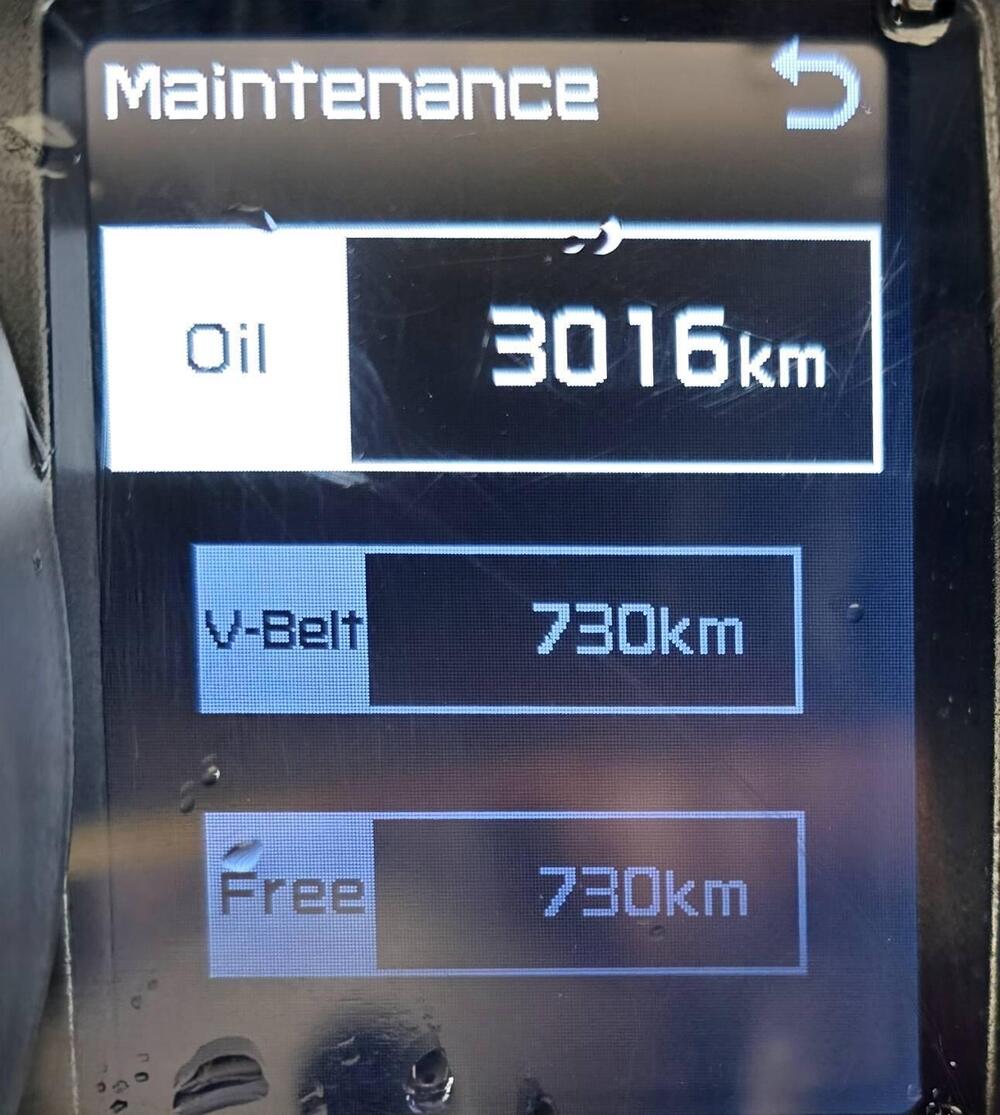 Maintenance
Oil 3016km
V-Belt 730km
Free 730km